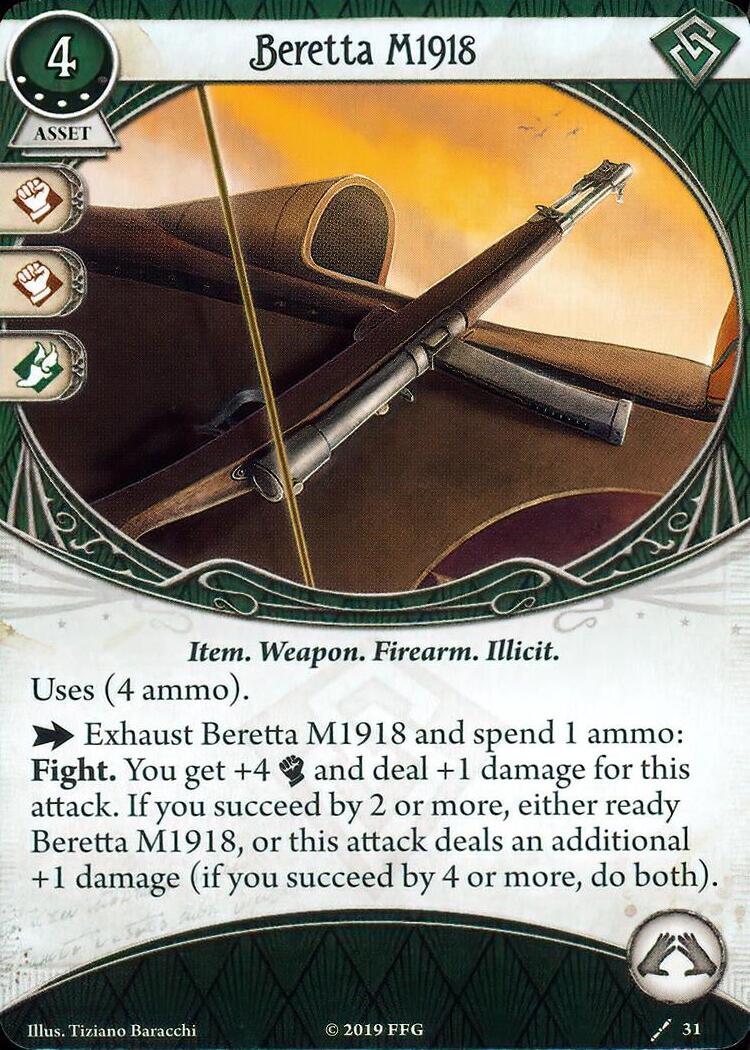 4
Beretta M1918
ASSET
Item. Weapon. Firearm. Illicit.
Uses (4 ammo).
Exhaust Beretta M1918 and spend 1 ammo:
Fight. You get +4 and deal +1 damage for this
attack. If you succeed by 2 or more, either ready
Beretta M1918, or this attack deals an additional
+1 damage (if you succeed by 4 or more, do both).
Illus. Tiziano Baracchi
© 2019 FFG
31